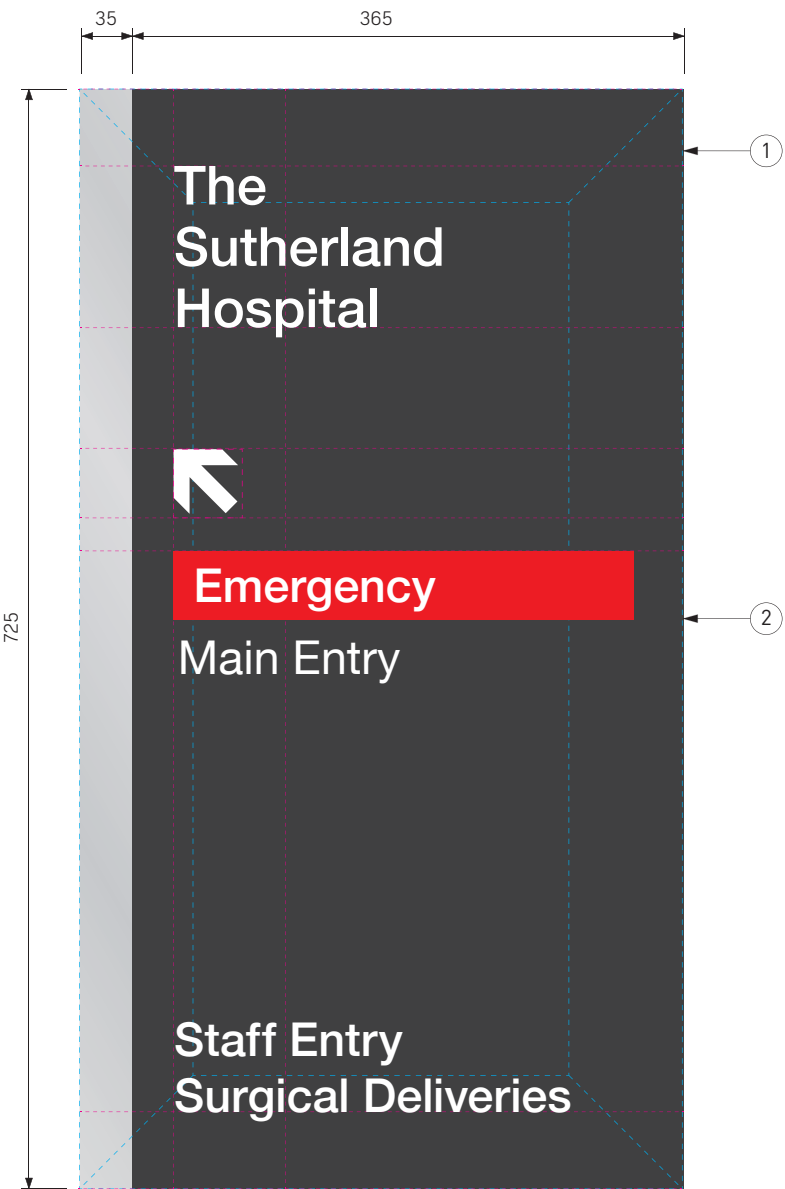 35
365
1
The
Sutherland
Hospital
Emergency
2
725
Main Entry
Staff Entry
Surgical Deliveries